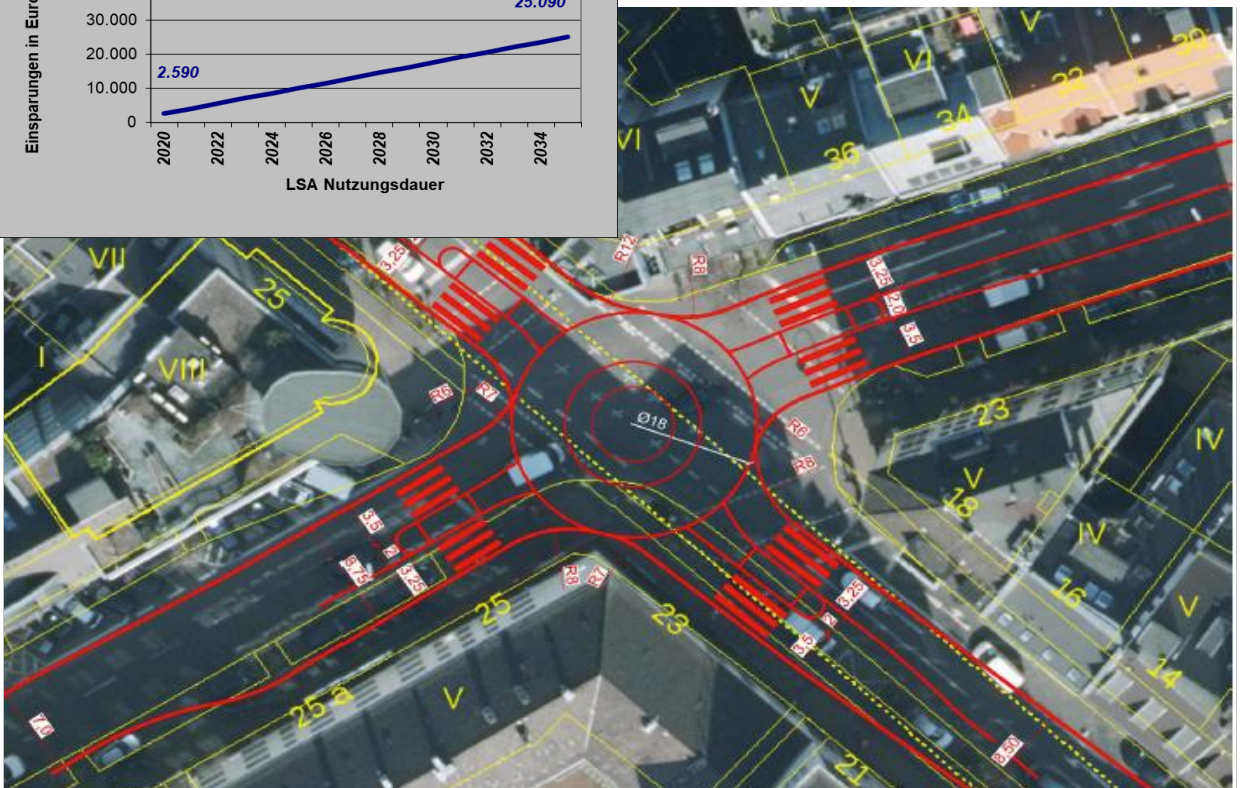 25.090
Einsparungen in Euro
30.000
20.000
2.590
10.000
0
2020
2022
2024
2026
2028
2030
2032
2034
LSA Nutzungsdauer
V
30
VI
32
V
34
VI
36
R12
R8
3,25
VII
25
3,25
2,0
3,5
I
VIII
R6
R7
Ø18
R6
R8
23
IV
V
18
3,5
2
8,75
3,25
IV
R8
R7
25
23
3,25
2
3,5
16
V
14
25 a
V
7,0
8,50
21